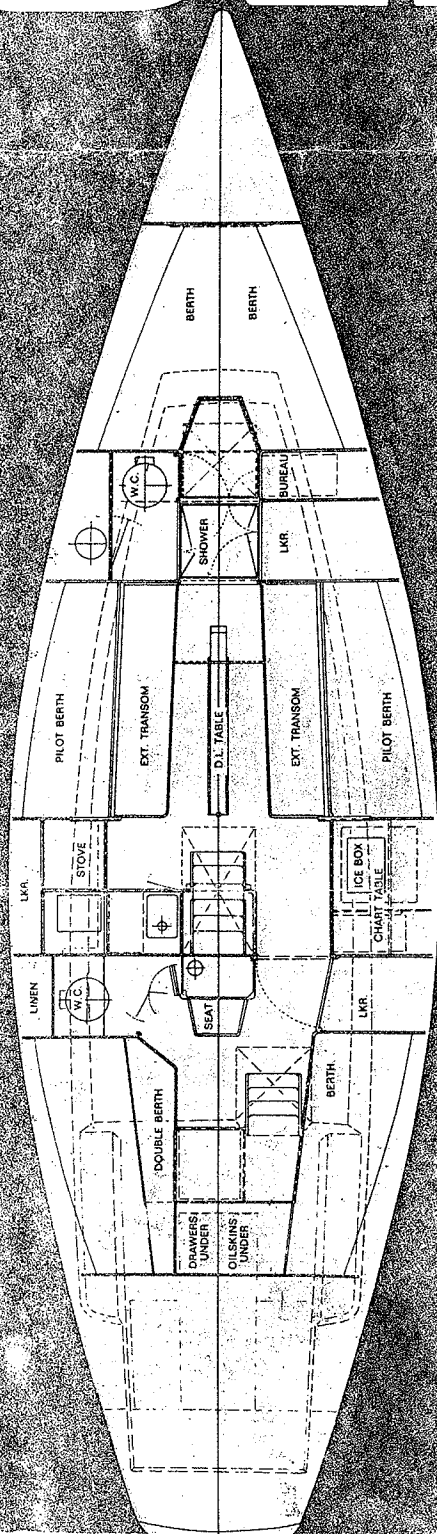 BERTH
BERTH
W.C.
BUREAU
SHOWER
LKR.
PILOT BERTH
EXT. TRANSOM
D.L. TABLE
EXT. TRANSOM
PILOT BERTH
LKR.
STOVE
ICE BOX
CHART TABLE
LINEN
W.C.
SEAT
LKR.
DOUBLE BERTH
BERTH
DRAWERS
UNDER
OILSKINS
UNDER